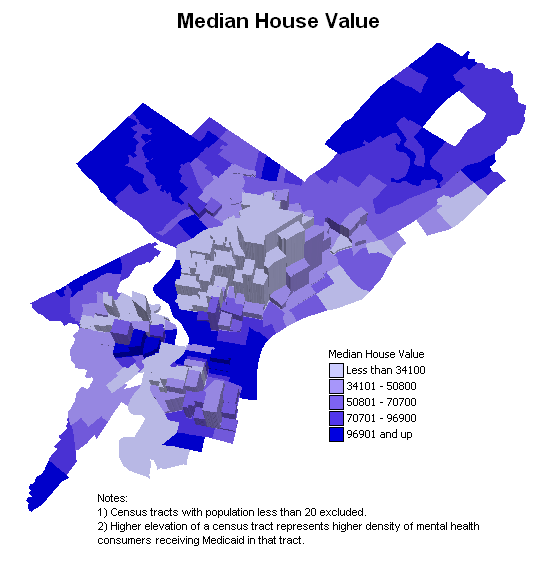 Median House Value
Median House Value
Less than 34100
34101 - 50800
50801 - 70700
70701 - 96900
96901 and up
Notes:
1) Census tracts with population less than 20 excluded.
2) Higher elevation of a census tract represents higher density of mental health
consumers receiving Medicaid in that tract.